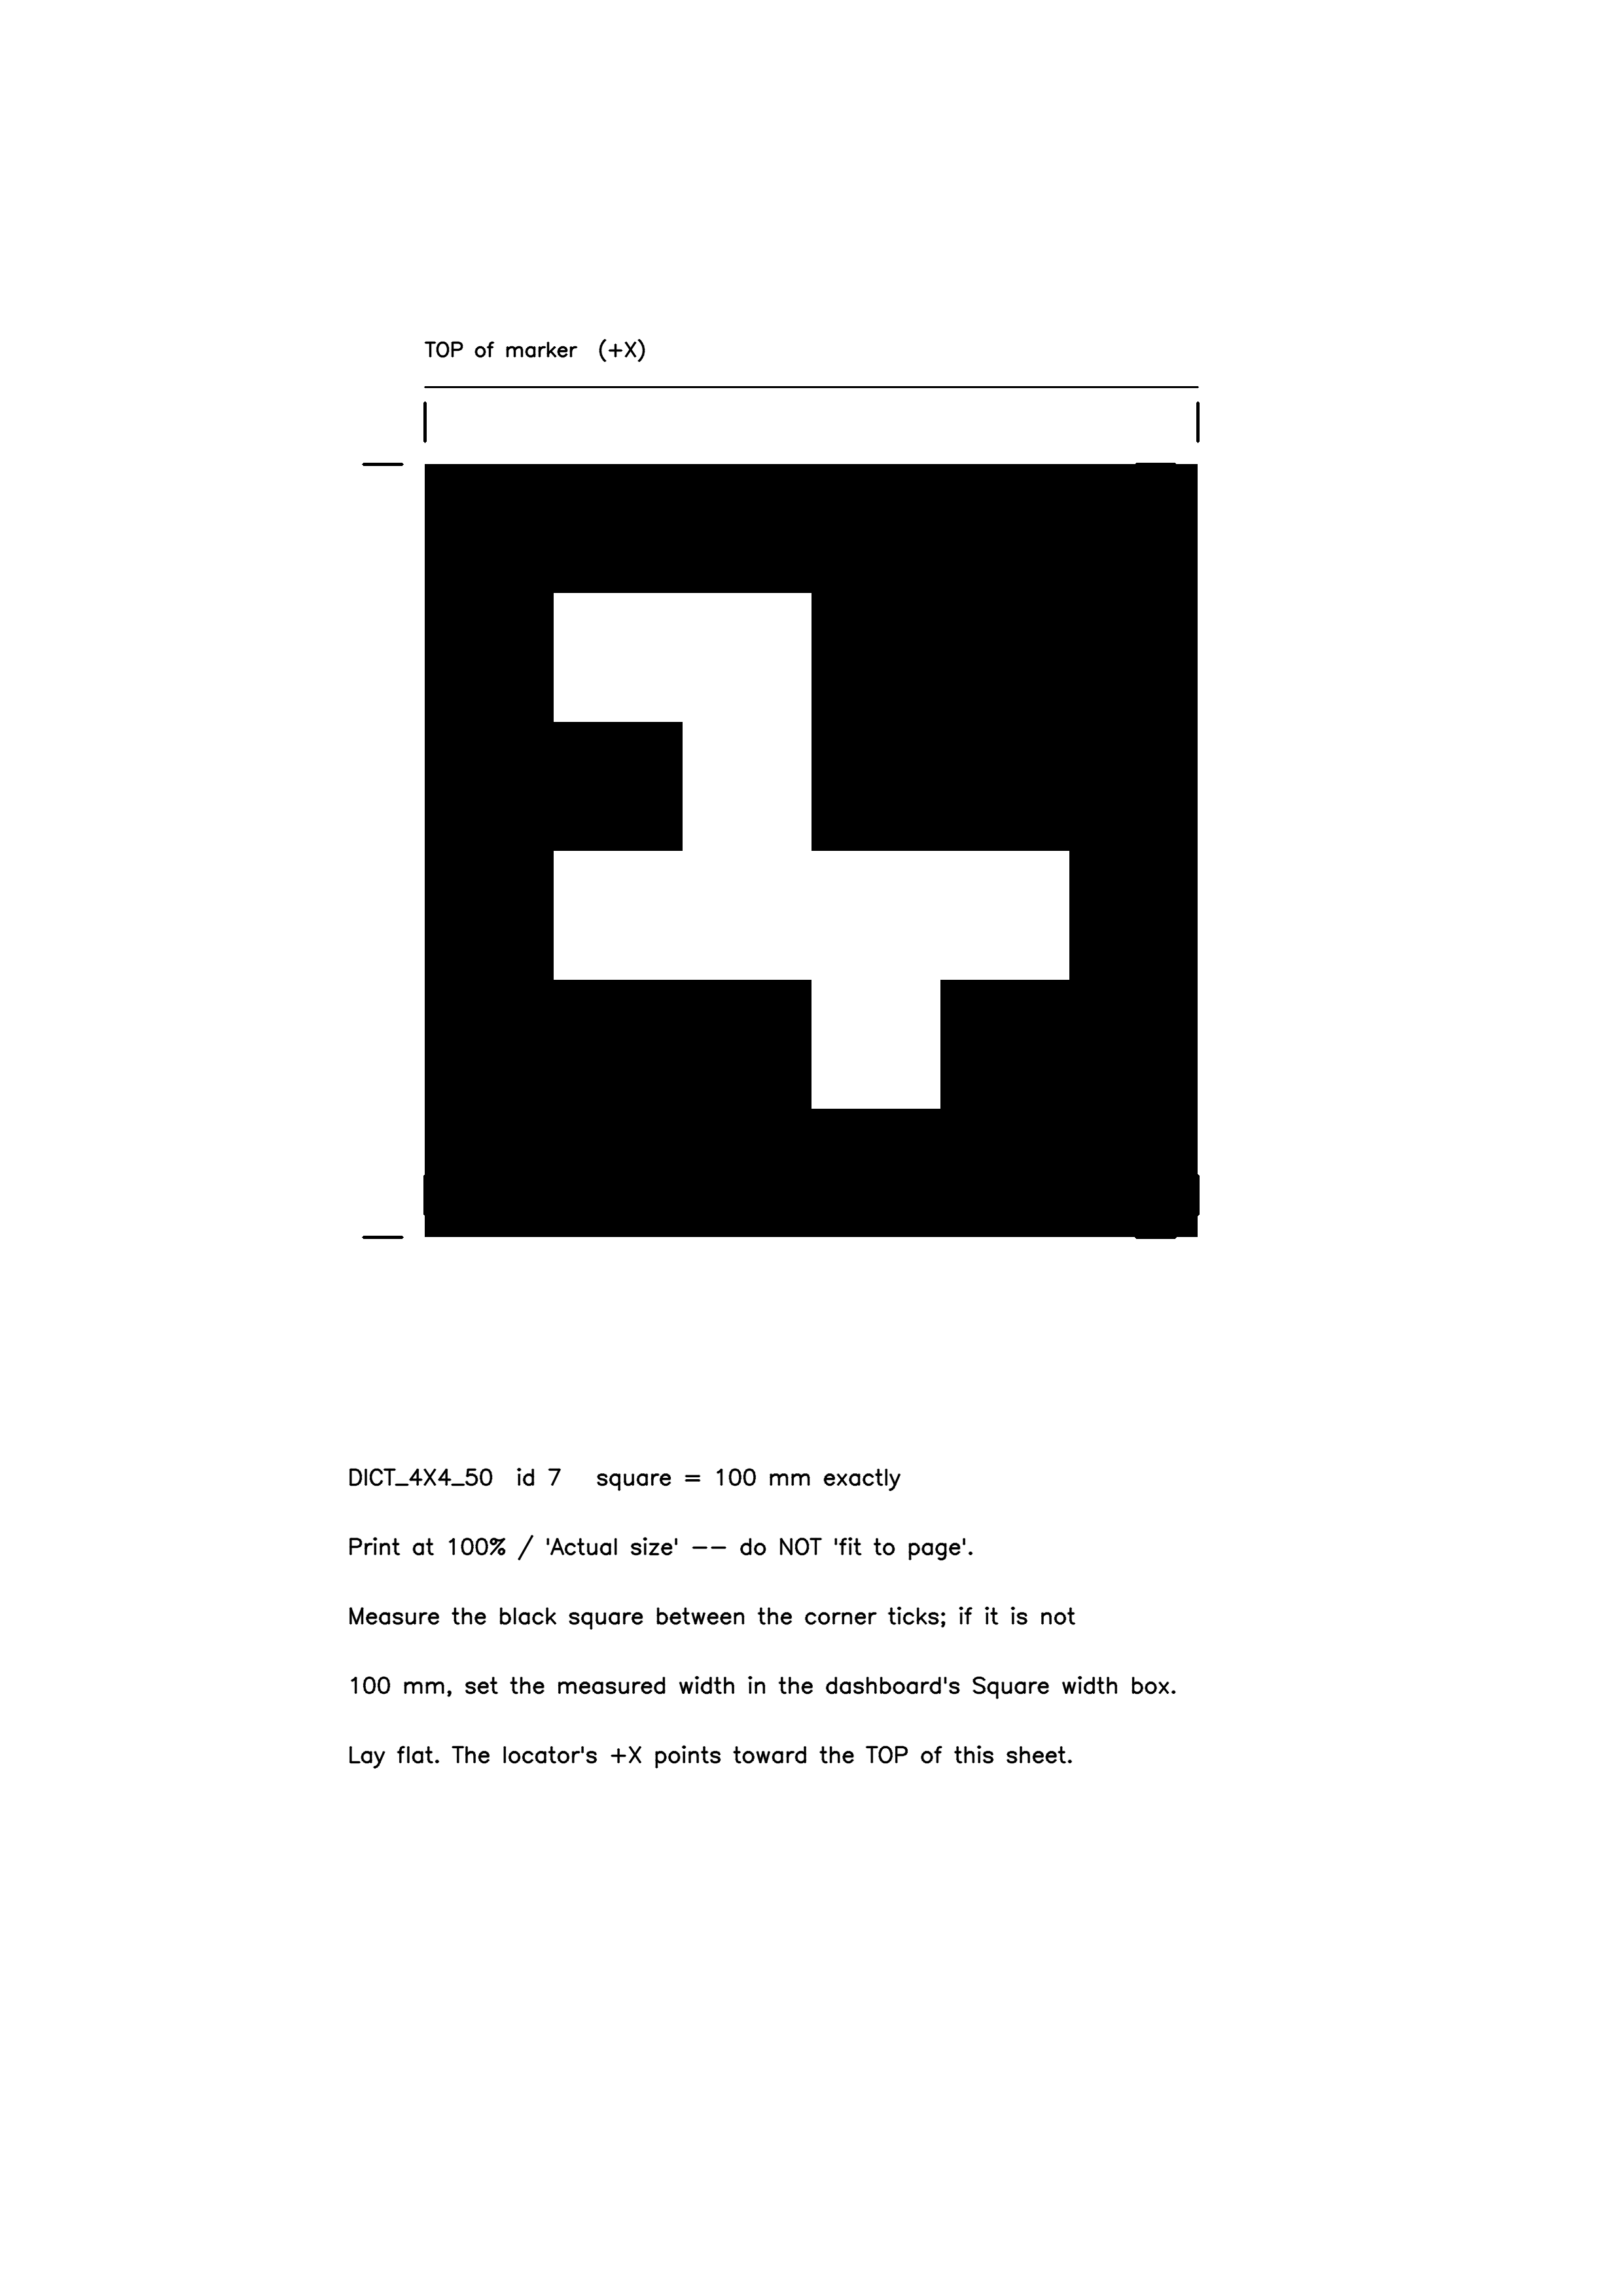 TOP of marker (+X)
DICT_4X4_50 id 7 square = 100 mm exactly
Print at 100% / 'Actual size' -- do NOT 'fit to page'.
Measure the black square between the corner ticks; if it is not
100 mm, set the measured width in the dashboard's Square width box.
Lay flat. The locator's +X points toward the TOP of this sheet.